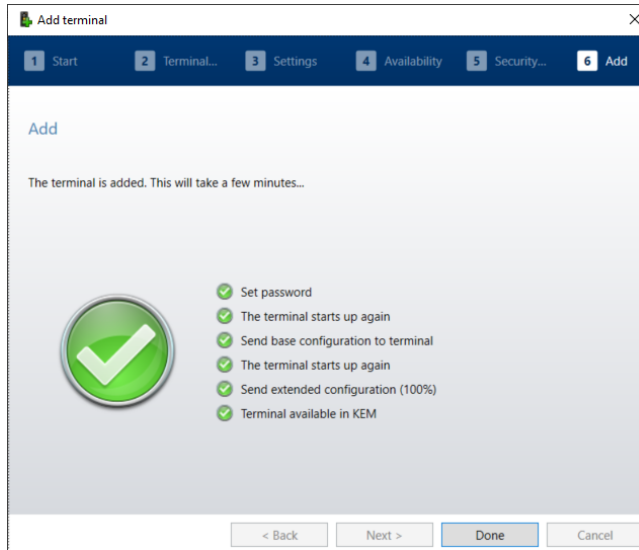 Add terminal
1 Start 2 Terminal... 3 Settings 4 Availability 5 Security... 6 Add
Add
The terminal is added. This will take a few minutes...
Set password
The terminal starts up again
Send base configuration to terminal
The terminal starts up again
Send extended configuration (100%)
Terminal available in KEM
< Back Next > Done Cancel